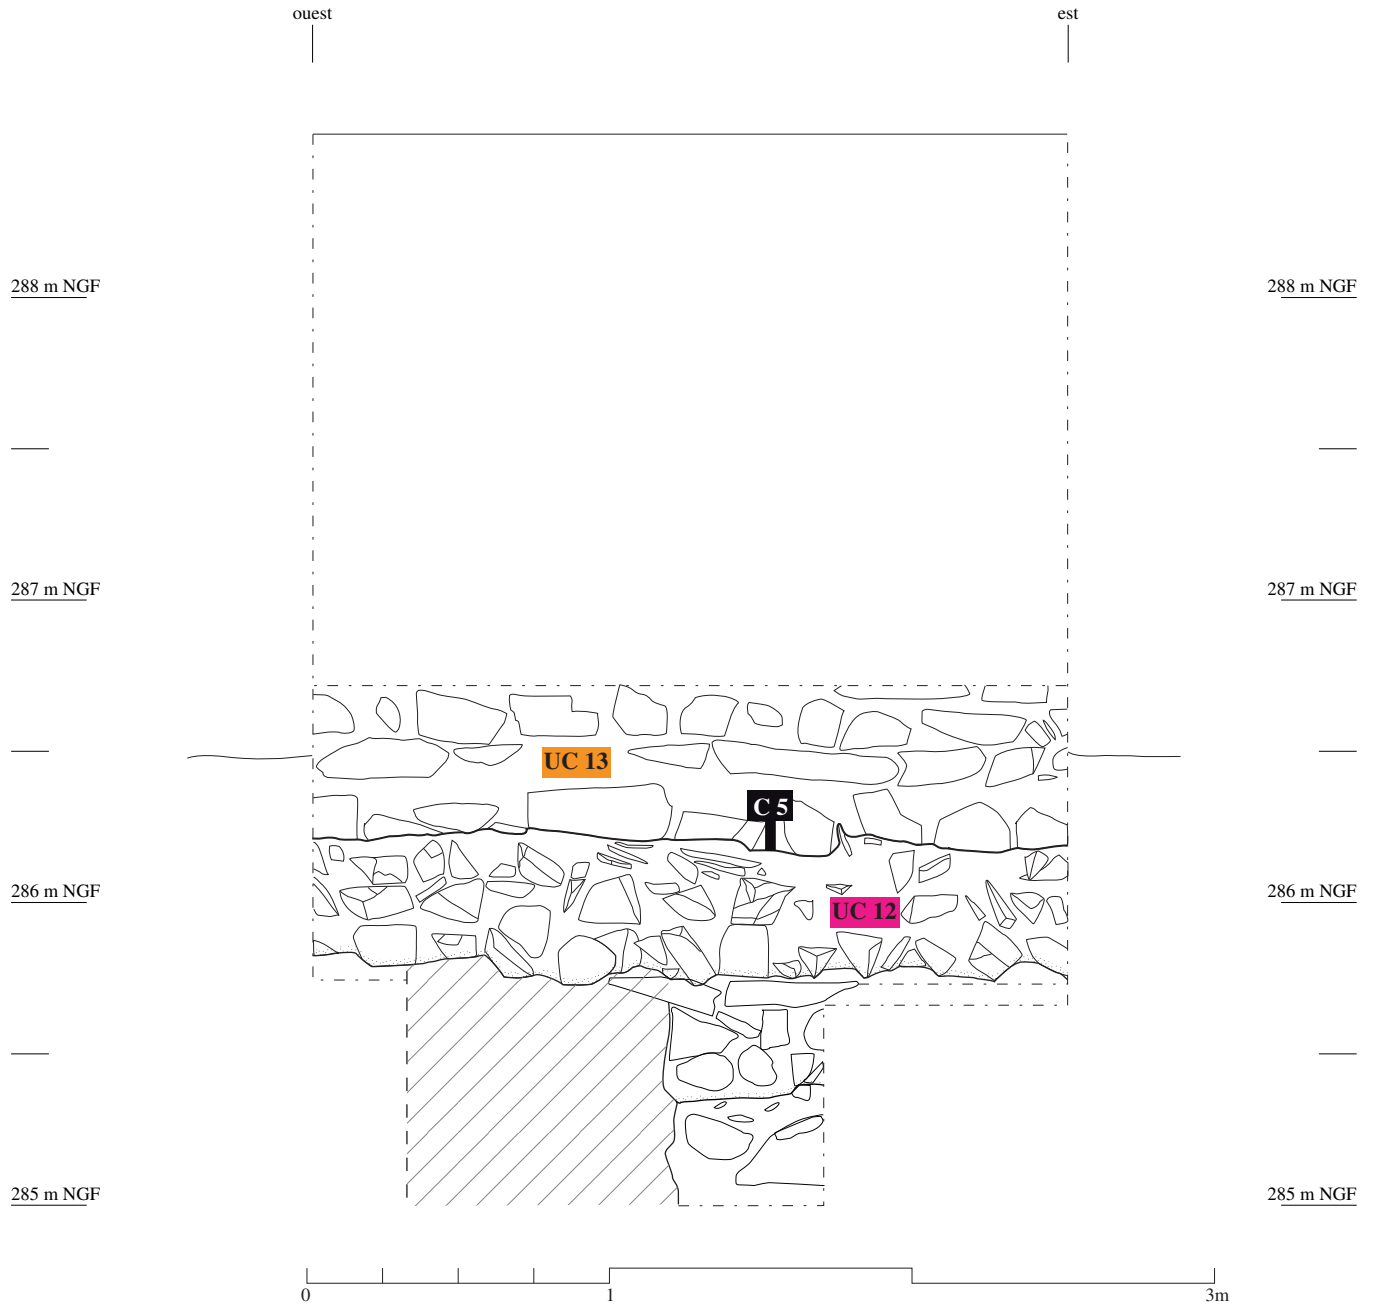 ouest est
288 m NGF 288 m NGF
287 m NGF 287 m NGF
UC 13
C 5
286 m NGF 286 m NGF
UC 12
285 m NGF 285 m NGF
0 1 3m